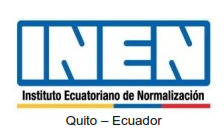 INEN
Instituto Ecuatoriano de Normalización
Quito – Ecuador